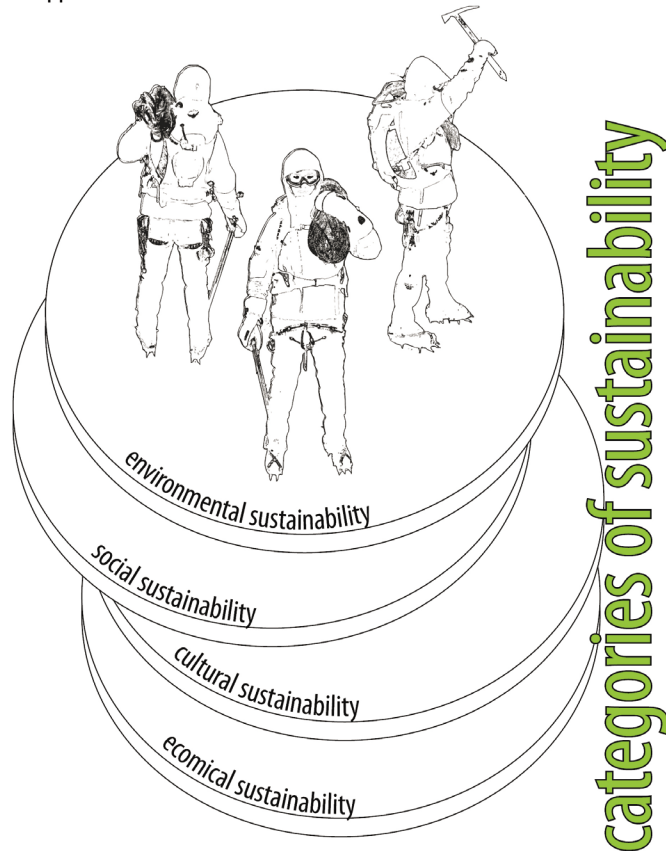 environmental sustainability
social sustainability
cultural sustainability
ecomical sustainability
categories of sustainability